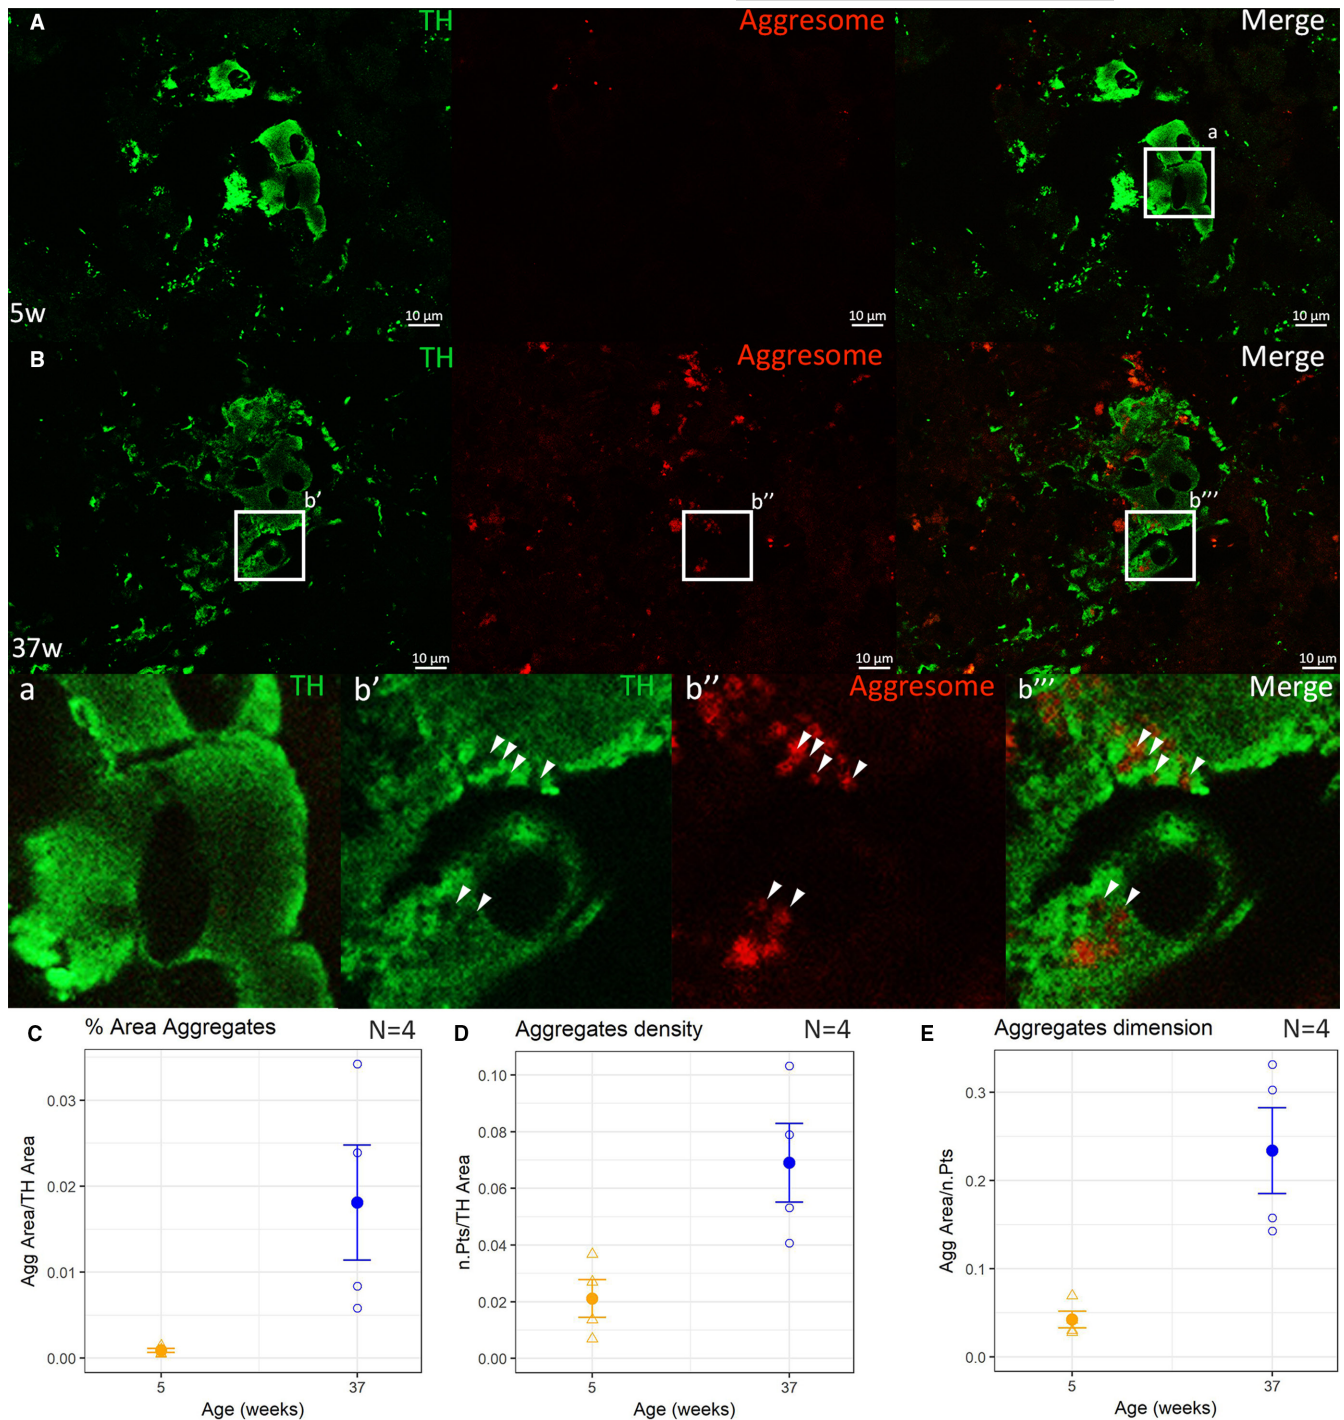 A TH Aggresome Merge
a
5w 10 µm 10 µm 10 µm
B TH Aggresome Merge
b’ b’’ b’’’
37w 10 µm 10 µm 10 µm
a TH b’ TH b’’ Aggresome b’’’ Merge
C % Area Aggregates N=4
Agg Area/TH Area
0.03
0.02
0.01
0.00
5 37
Age (weeks)
D Aggregates density N=4
n.Pts/TH Area
0.10
0.08
0.06
0.04
0.02
0.00
5 37
Age (weeks)
E Aggregates dimension N=4
Agg Area/n.Pts
0.3
0.2
0.1
0.0
5 37
Age (weeks)